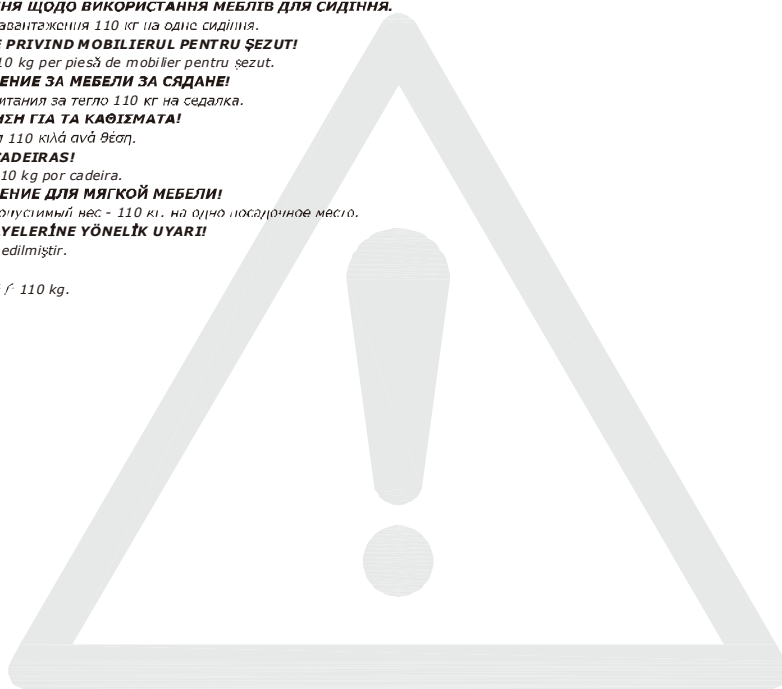 НЯ ЩОДО ВИКОРИСТАННЯ МЕБЛІВ ДЛЯ СИДІННЯ.
авантаження 110 кг на одне сидіння.
E PRIVIND MOBILIERUL PENTRU ȘEZUT!
10 kg per piesă de mobilier pentru șezut.
ЕНИЕ ЗА МЕБЕЛИ ЗА СЯДАНЕ!
итания за тегло 110 кг на седалка.
ΗΣΗ ΓΙΑ ΤΑ ΚΑΘΙΣΜΑΤΑ!
110 κιλά ανά θέση.
CADEIRAS!
10 kg por cadeira.
ЕНИЕ ДЛЯ МЯГКОЙ МЕБЕЛИ!
опустимый вес - 110 кг. на одно посадочное место.
YELERİNE YÖNELİK UYARI!
edilmiştir.
110 kg.